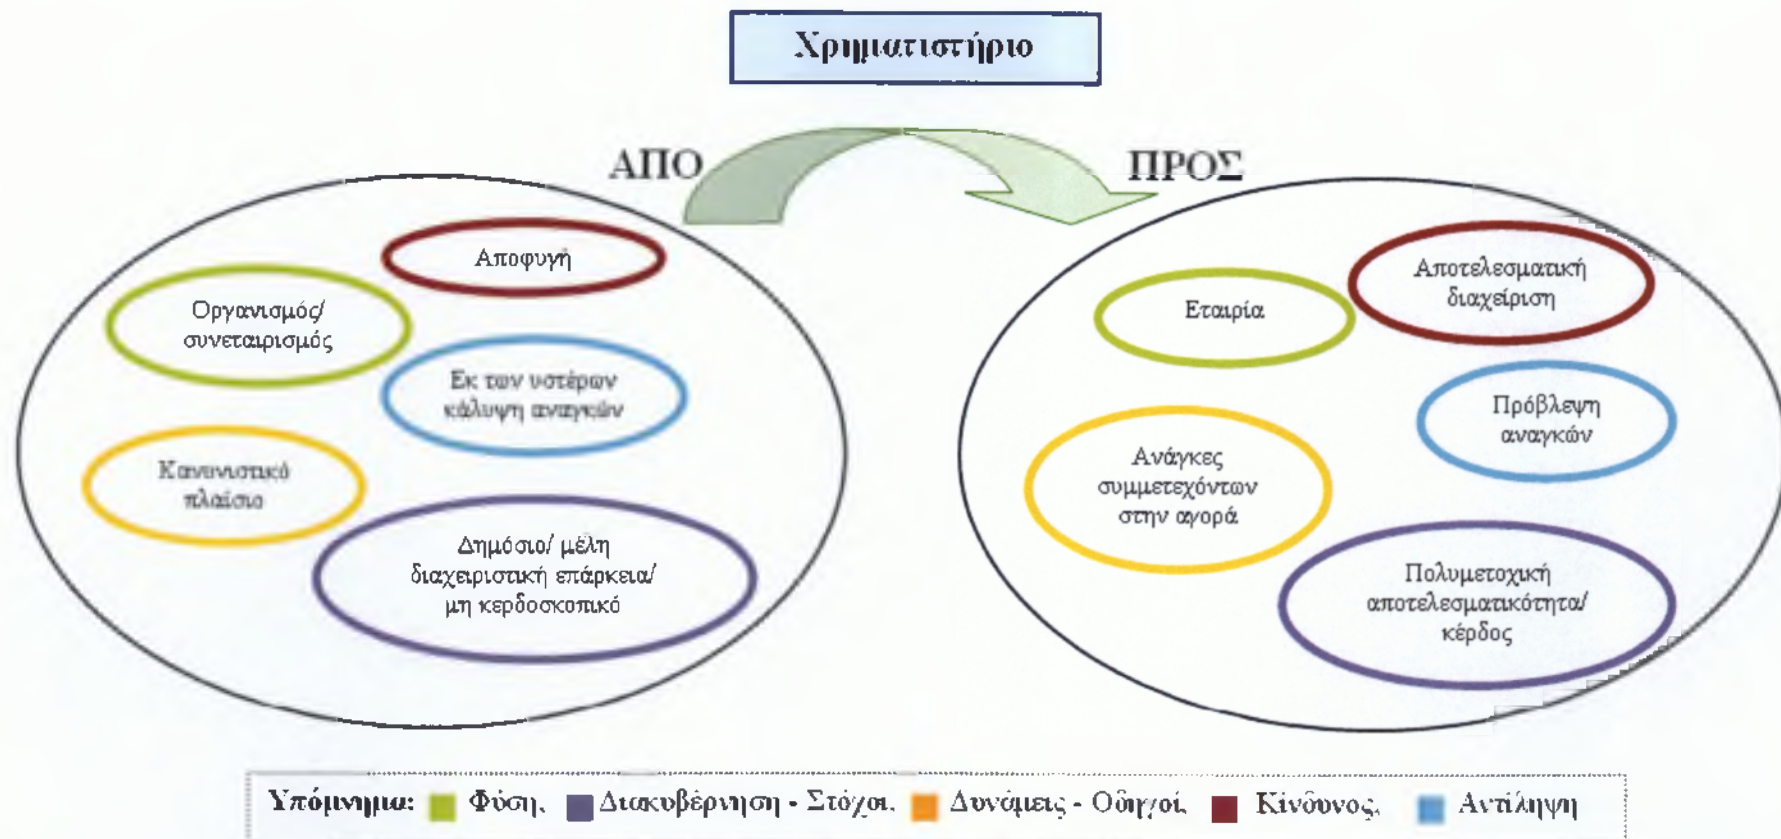 Χρηματιστήριο
ΑΠΟ
ΠΡΟΣ
Αποφυγή
Οργανισμός/
συνεταιρισμός
Εκ των υστέρων
κάλυψη αναγκών
Κανονιστικό
πλαίσιο
Δημόσιο/ μέλη
διαχειριστική επάρκεια/
μη κερδοσκοπικό
Αποτελεσματική
διαχείριση
Εταιρία
Πρόβλεψη
αναγκών
Ανάγκες
συμμετεχόντων
στην αγορά
Πολυμετοχική
αποτελεσματικότητα/
κέρδος
Υπόμνημα: Φύση, Διακυβέρνηση - Στόχοι, Δυνάμεις - Οδηγοί, Κίνδυνος, Αντίληψη